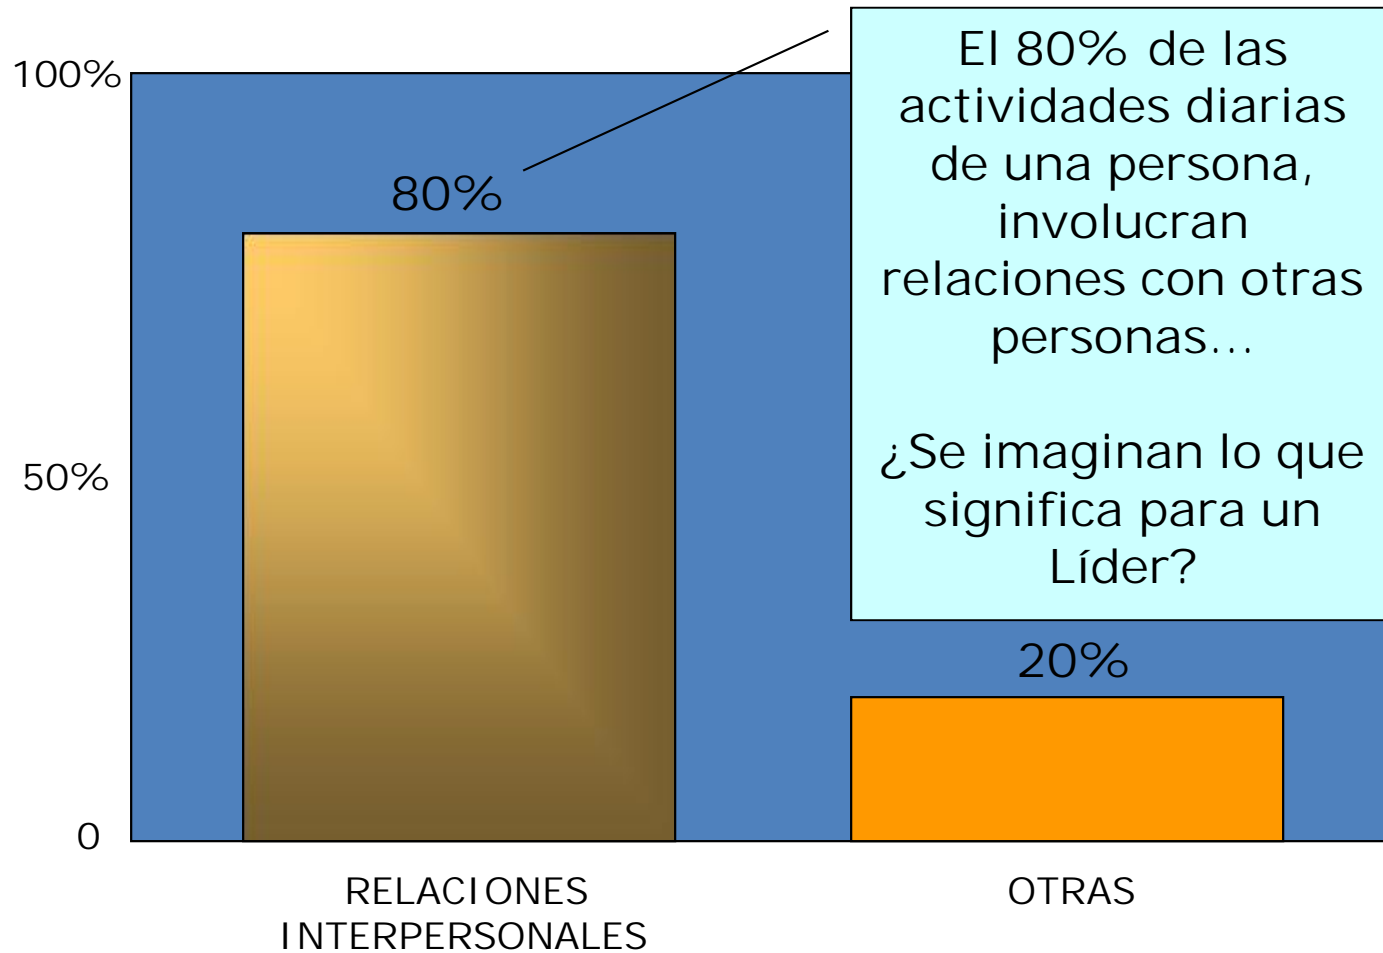 100%
50%
0
80%
El 80% de las
actividades diarias
de una persona,
involucran
relaciones con otras
personas…
¿Se imaginan lo que
significa para un
Líder?
20%
RELACIONES
INTERPERSONALES
OTRAS